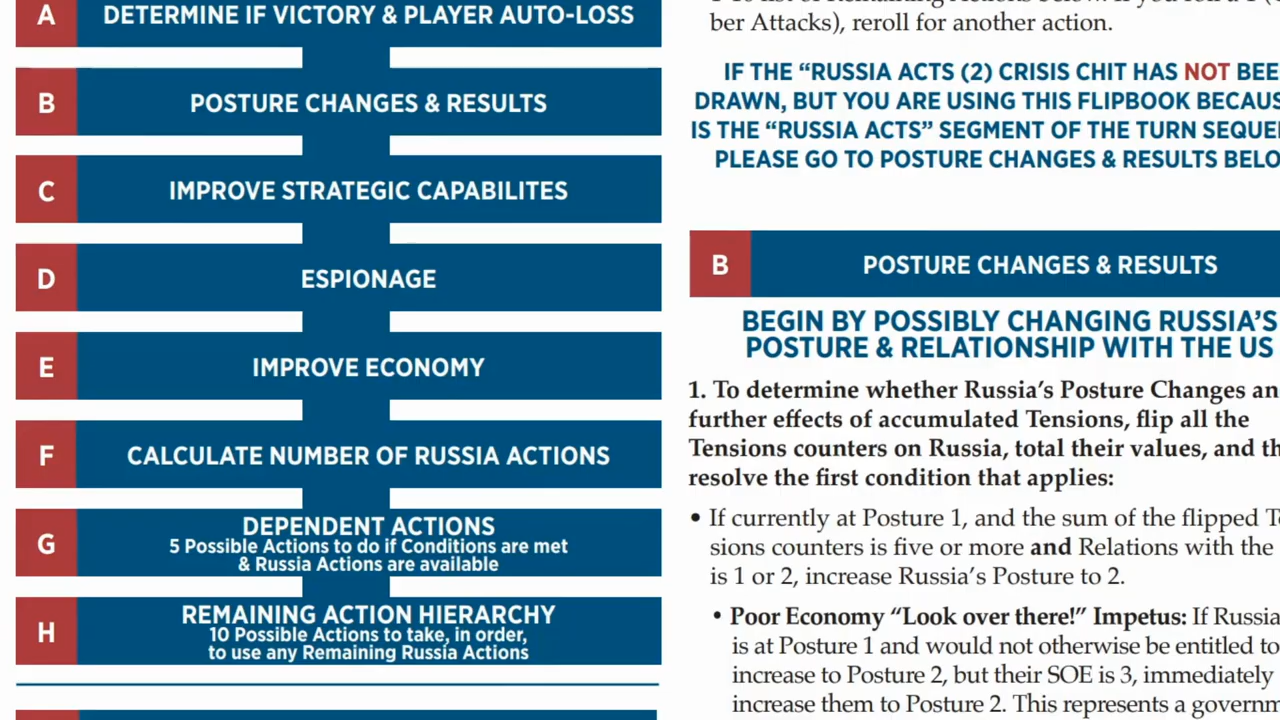 A DETERMINE IF VICTORY & PLAYER AUTO-LOSS
B POSTURE CHANGES & RESULTS
C IMPROVE STRATEGIC CAPABILITES
D ESPIONAGE
E IMPROVE ECONOMY
F CALCULATE NUMBER OF RUSSIA ACTIONS
G DEPENDENT ACTIONS
5 Possible Actions to do if Conditions are met
& Russia Actions are available
H REMAINING ACTION HIERARCHY
10 Possible Actions to take, in order,
to use any Remaining Russia Actions
ber Attacks), reroll for another action.
IF THE “RUSSIA ACTS (2) CRISIS CHIT HAS NOT BEE
DRAWN, BUT YOU ARE USING THIS FLIPBOOK BECAUS
IS THE “RUSSIA ACTS” SEGMENT OF THE TURN SEQUE
PLEASE GO TO POSTURE CHANGES & RESULTS BELO
B POSTURE CHANGES & RESULTS
BEGIN BY POSSIBLY CHANGING RUSSIA’S
POSTURE & RELATIONSHIP WITH THE US
1. To determine whether Russia’s Posture Changes an
further effects of accumulated Tensions, flip all the
Tensions counters on Russia, total their values, and th
resolve the first condition that applies:
• If currently at Posture 1, and the sum of the flipped T
sions counters is five or more and Relations with the
is 1 or 2, increase Russia’s Posture to 2.
• Poor Economy “Look over there!” Impetus: If Russia
is at Posture 1 and would not otherwise be entitled to
increase to Posture 2, but their SOE is 3, immediately
increase them to Posture 2. This represents a governm